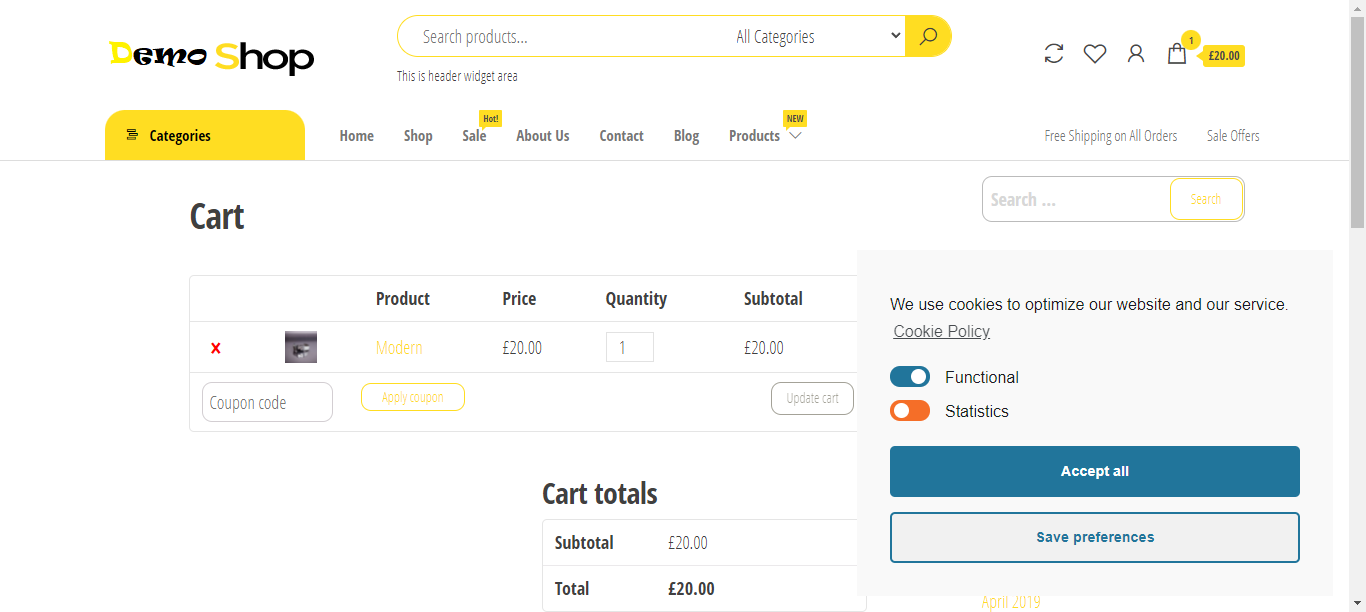 Demo Shop
Search products... All Categories
This is header widget area
1
£20.00
Categories
Home Shop Sale Hot! About Us Contact Blog Products NEW
Free Shipping on All Orders Sale Offers
Cart
Search ... Search
Product Price Quantity Subtotal
x Modern £20.00 1 £20.00
Coupon code Apply coupon Update cart
Cart totals
Subtotal £20.00
Total £20.00
We use cookies to optimize our website and our service.
Cookie Policy
Functional
Statistics
Accept all
Save preferences
April 2019